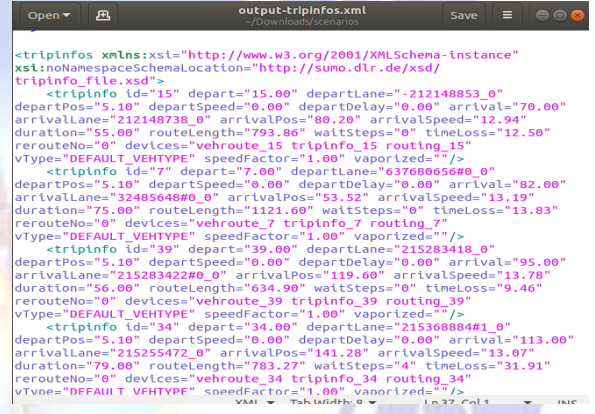 Open
output-tripinfos.xml
~/Downloads/scenarios
Save
<tripinfos xmlns:xsi="http://www.w3.org/2001/XMLSchema-instance"
xsi:noNamespaceSchemaLocation="http://sumo.dlr.de/xsd/
tripinfo_file.xsd">
    <tripinfo id="15" depart="15.00" departLane="-212148853_0"
departPos="5.10" departSpeed="0.00" departDelay="0.00" arrival="70.00"
arrivalLane="212148738_0" arrivalPos="80.20" arrivalSpeed="12.94"
duration="55.00" routeLength="793.86" waitSteps="0" timeLoss="12.50"
rerouteNo="0" devices="vehroute_15 tripinfo_15 routing_15"
vType="DEFAULT_VEHTYPE" speedFactor="1.00" vaporized=""/>
    <tripinfo id="7" depart="7.00" departLane="637680656#0_0"
departPos="5.10" departSpeed="0.00" departDelay="0.00" arrival="82.00"
arrivalLane="32485648#0_0" arrivalPos="53.52" arrivalSpeed="13.19"
duration="75.00" routeLength="1121.60" waitSteps="0" timeLoss="13.83"
rerouteNo="0" devices="vehroute_7 tripinfo_7 routing_7"
vType="DEFAULT_VEHTYPE" speedFactor="1.00" vaporized=""/>
    <tripinfo id="39" depart="39.00" departLane="215283418_0"
departPos="5.10" departSpeed="0.00" departDelay="0.00" arrival="95.00"
arrivalLane="215283422#0_0" arrivalPos="119.60" arrivalSpeed="13.78"
duration="56.00" routeLength="634.90" waitSteps="0" timeLoss="9.46"
rerouteNo="0" devices="vehroute_39 tripinfo_39 routing_39"
vType="DEFAULT_VEHTYPE" speedFactor="1.00" vaporized=""/>
    <tripinfo id="34" depart="34.00" departLane="215368884#1_0"
departPos="5.10" departSpeed="0.00" departDelay="0.00" arrival="113.00"
arrivalLane="215255472_0" arrivalPos="141.28" arrivalSpeed="13.07"
duration="79.00" routeLength="783.27" waitSteps="4" timeLoss="31.91"
rerouteNo="0" devices="vehroute_34 tripinfo_34 routing_34"
vType="DEFAULT_VEHTYPE" speedFactor="1.00" vaporized=""/>
XML Tab Width: 8 Ln 37, Col 1 INS